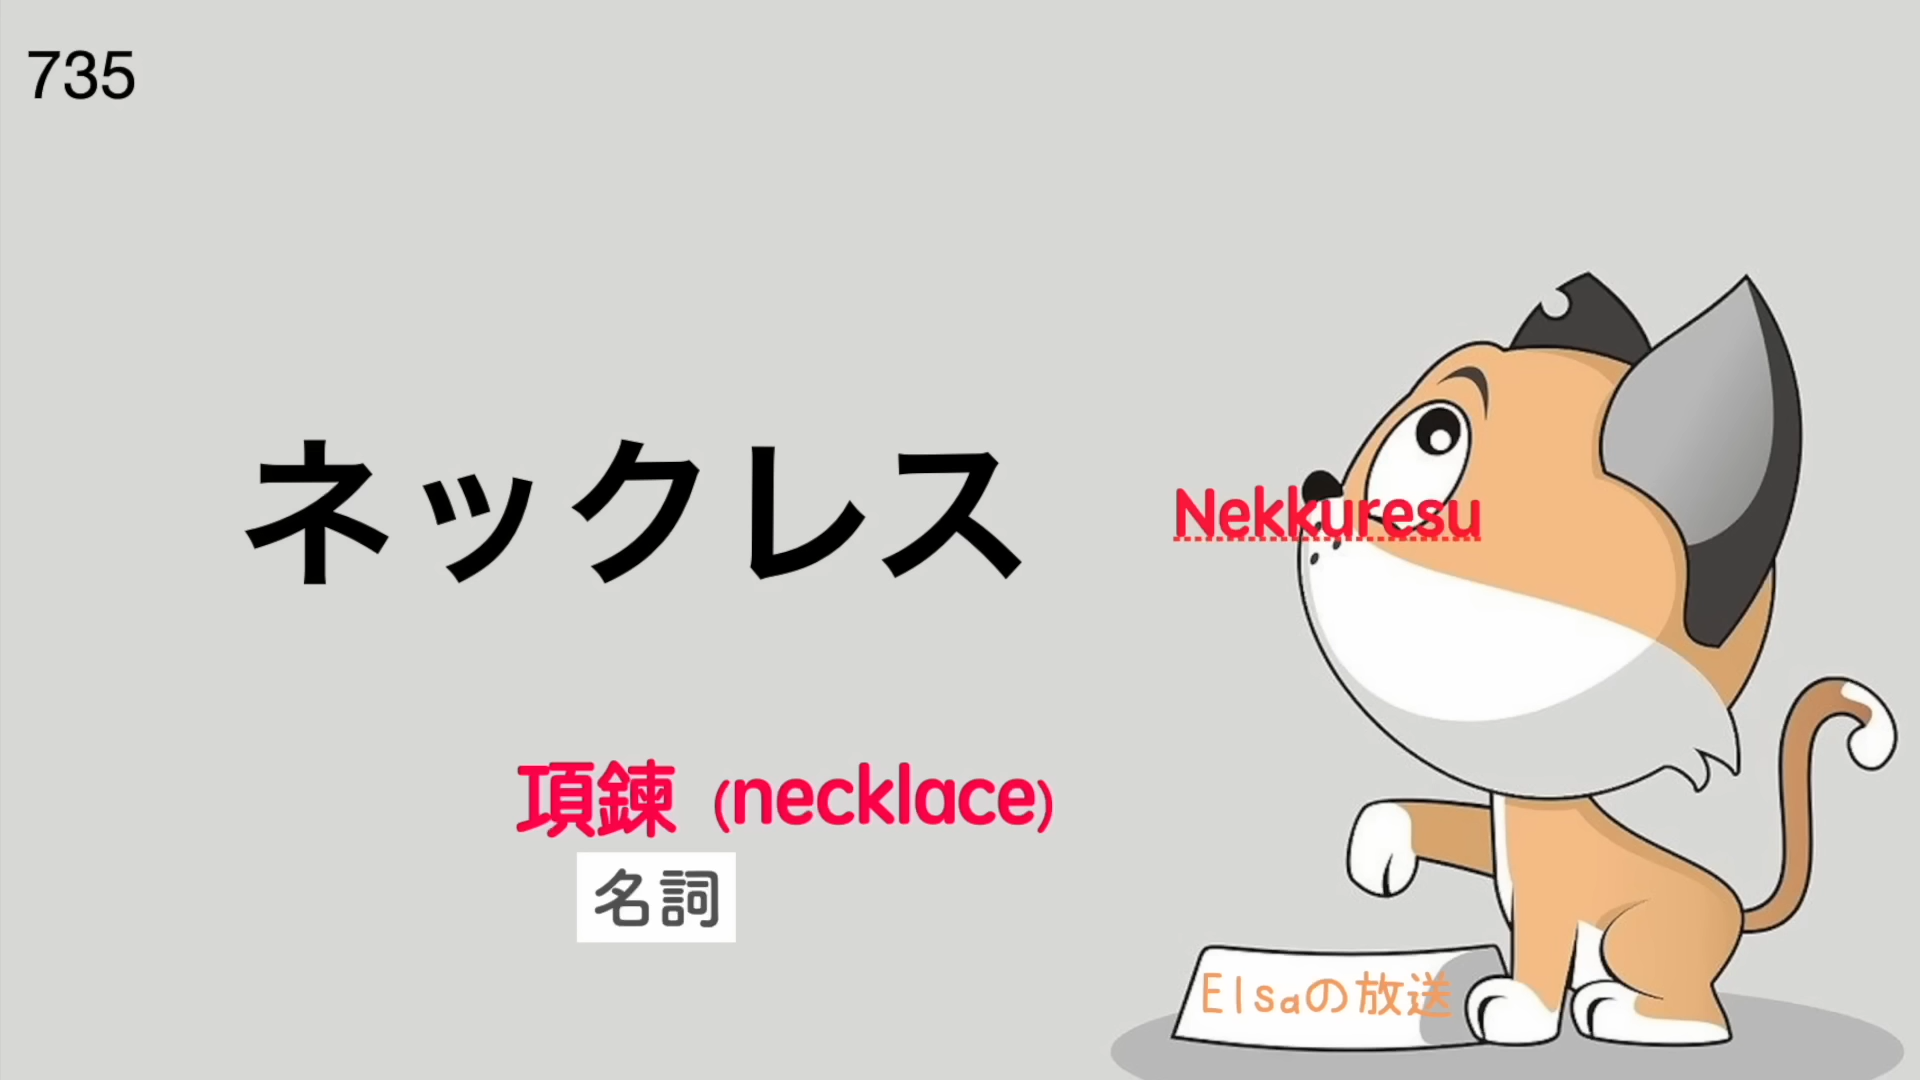 735
ネックレス
Nekkuresu
項鍊 (necklace)
名詞
Elsaの放送